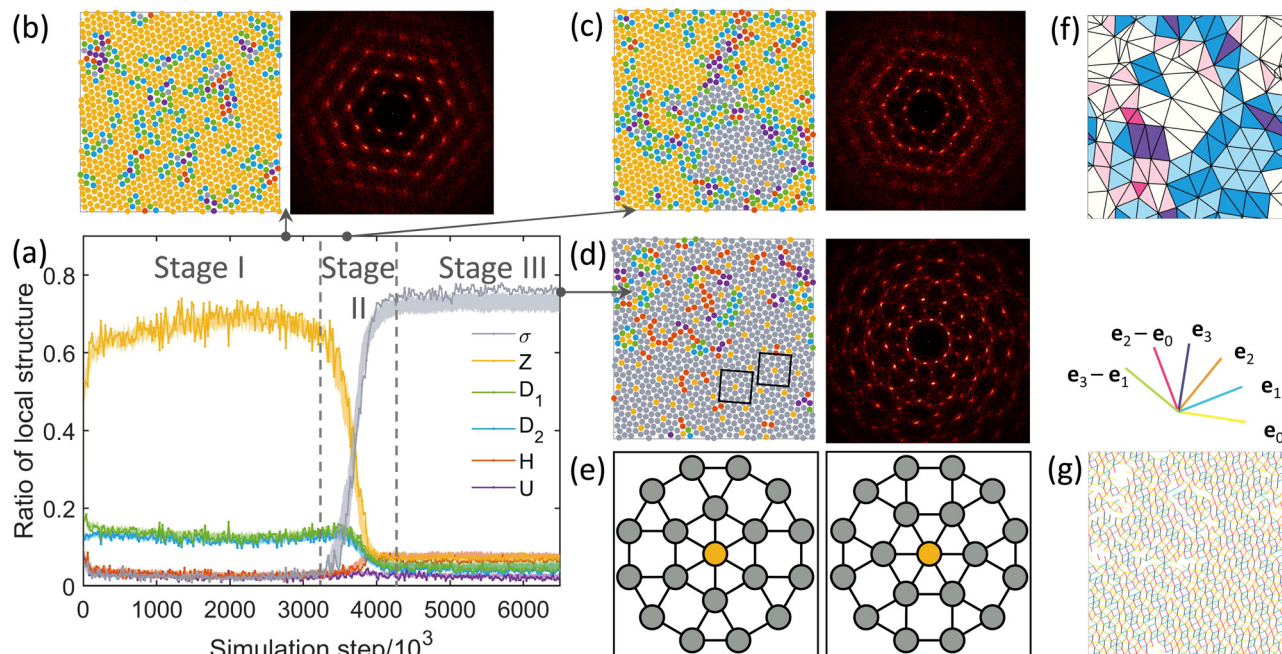 (b)
(c)
(f)
(a)
Stage I
Stage II
Stage III
0.8
0.6
0.4
0.2
0
Ratio of local structure
σ
Z
D₁
D₂
H
U
0 1000 2000 3000 4000 5000 6000
Simulation step/10³
(d)
(e)
e₂ − e₀
e₃
e₂
e₃ − e₁
e₁
e₀
(g)